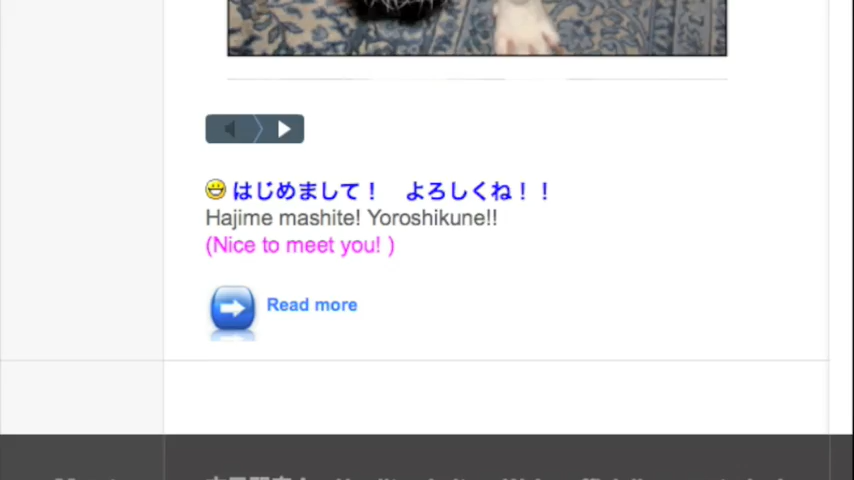 はじめまして！　よろしくね！！
Hajime mashite! Yoroshikune!!
(Nice to meet you! )
Read more